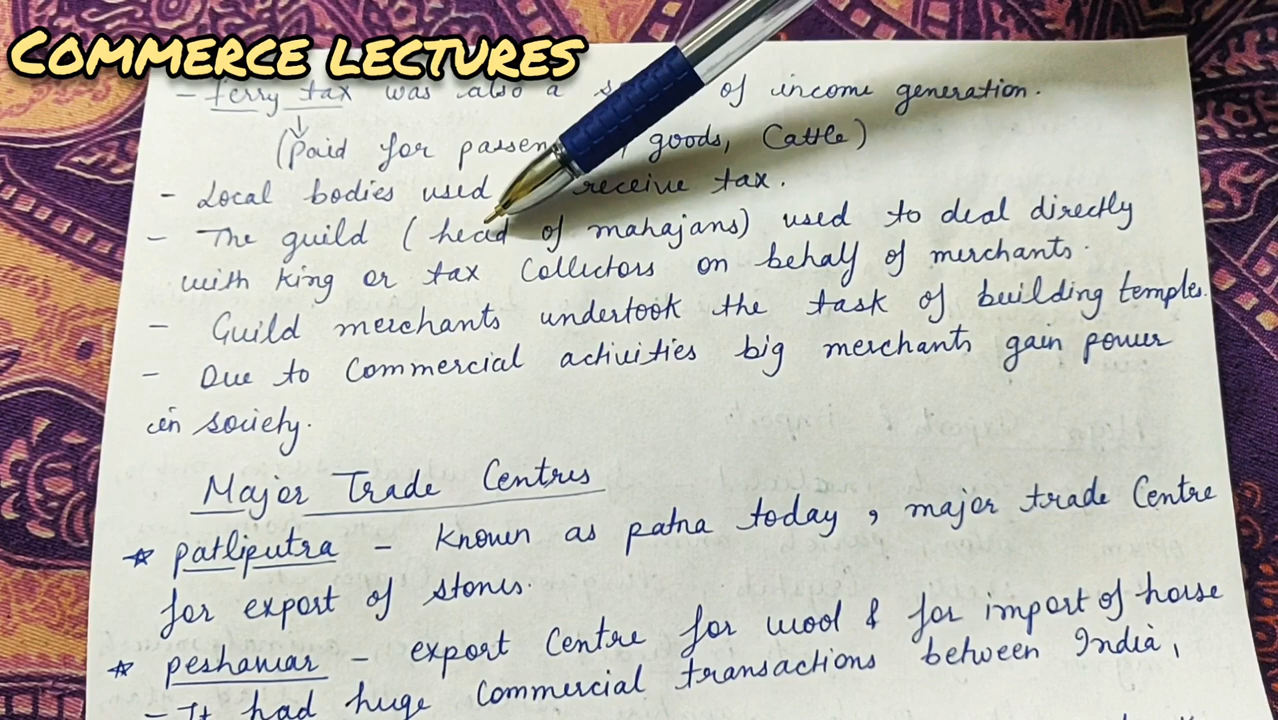 COMMERCE LECTURES
- ferry tax was also a of income generation.
(Paid for passen , goods, Cattle)
- Local bodies used receive tax.
- The guild (head of mahajans) used to deal directly
with king or tax Collectors on behalf of merchants.
- Guild merchants undertook the task of building temples.
- Due to Commercial activities big merchants gain power
in society.
Major Trade Centres
☆ patliputra - known as patna today, major trade Centre
for export of stones.
☆ peshawar - export Centre for wool & for import of horse
- It had huge Commercial transactions between India,